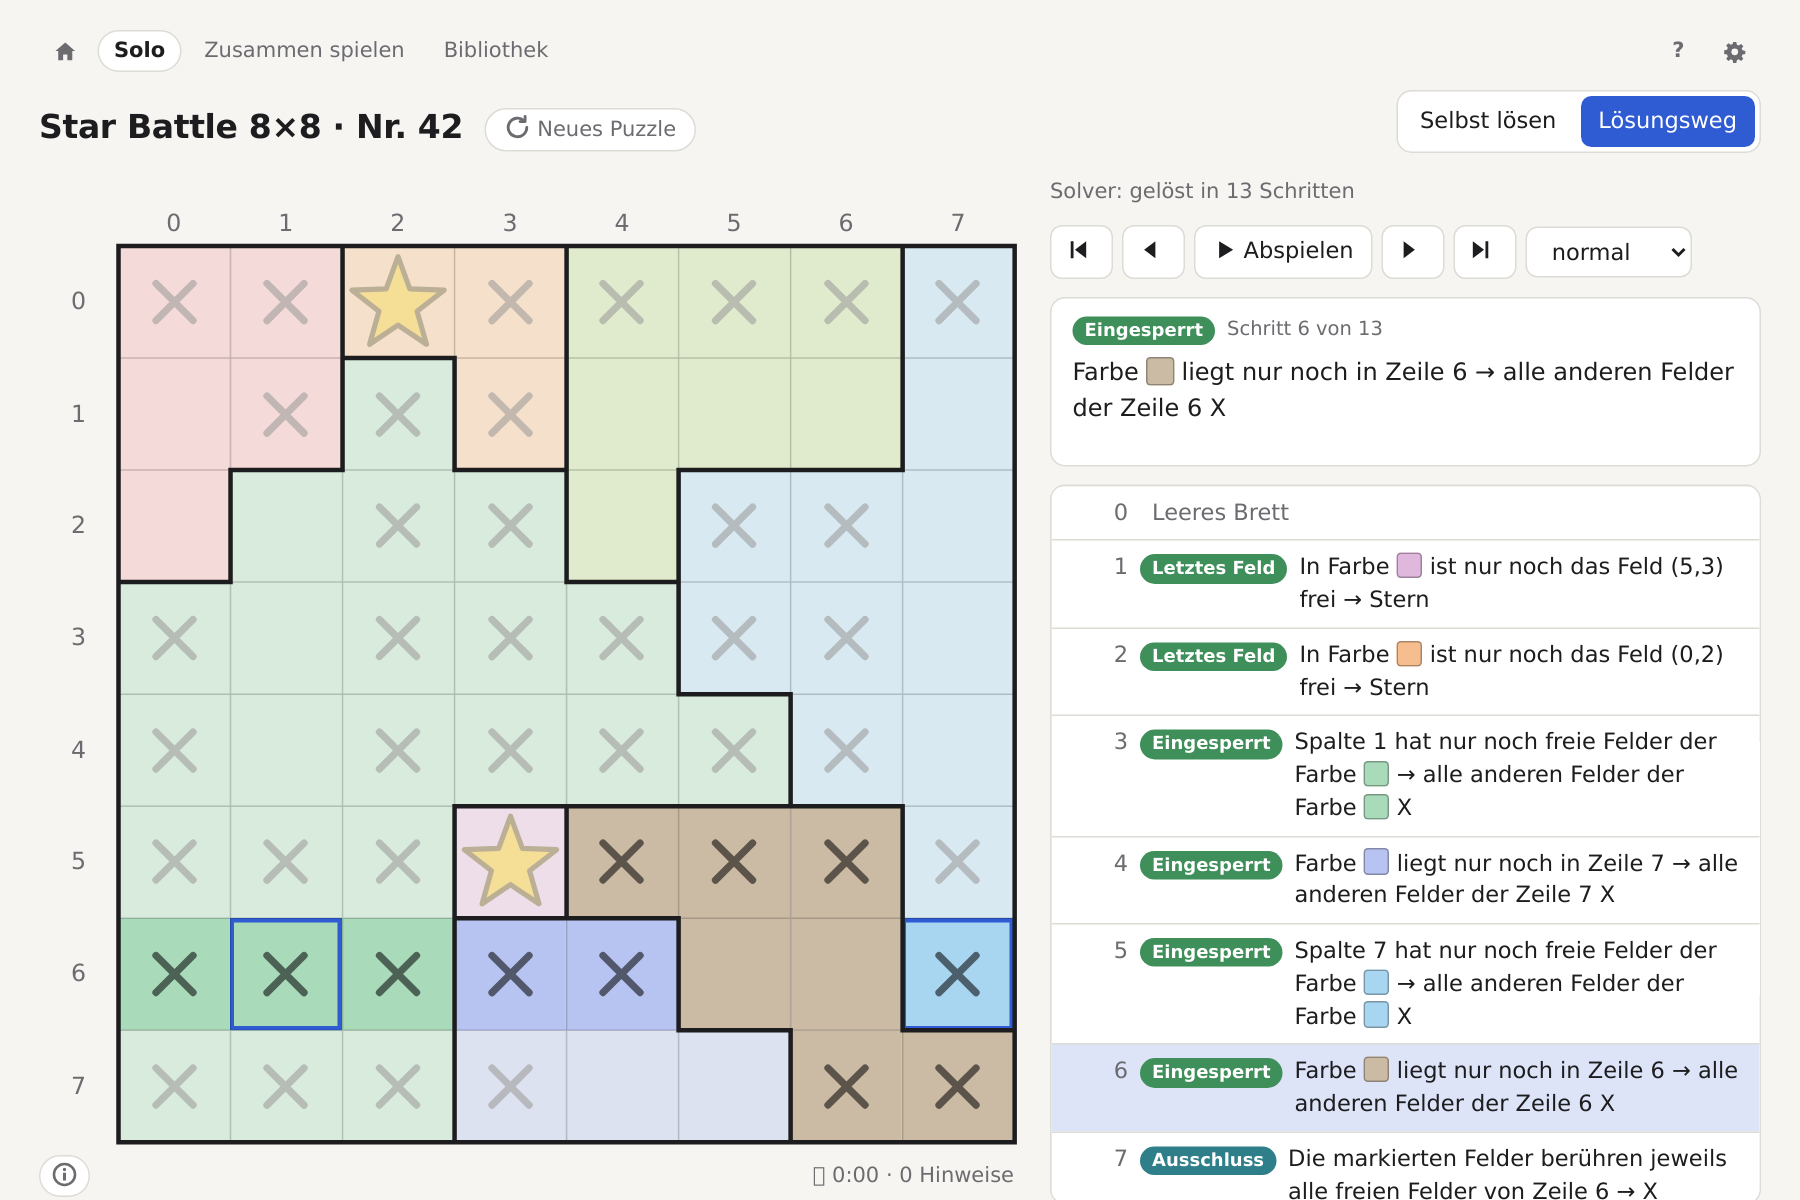 Solo Zusammen spielen Bibliothek ?
Star Battle 8×8 · Nr. 42 Neues Puzzle Selbst lösen Lösungsweg
Solver: gelöst in 13 Schritten
Abspielen normal
Eingesperrt Schritt 6 von 13
Farbe liegt nur noch in Zeile 6 → alle anderen Felder
der Zeile 6 X
0 1 2 3 4 5 6 7
0
1
2
3
4
5
6
7
0:00 · 0 Hinweise
0 Leeres Brett
1 Letztes Feld In Farbe ist nur noch das Feld (5,3)
frei → Stern
2 Letztes Feld In Farbe ist nur noch das Feld (0,2)
frei → Stern
3 Eingesperrt Spalte 1 hat nur noch freie Felder der
Farbe → alle anderen Felder der
Farbe X
4 Eingesperrt Farbe liegt nur noch in Zeile 7 → alle
anderen Felder der Zeile 7 X
5 Eingesperrt Spalte 7 hat nur noch freie Felder der
Farbe → alle anderen Felder der
Farbe X
6 Eingesperrt Farbe liegt nur noch in Zeile 6 → alle
anderen Felder der Zeile 6 X
7 Ausschluss Die markierten Felder berühren jeweils
alle freien Felder von Zeile 6 → X